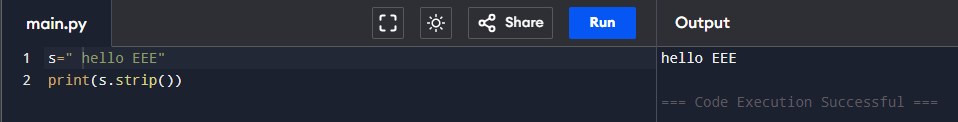 main.py Share Run Output
1 s=" hello EEE"
2 print(s.strip())
hello EEE
=== Code Execution Successful ===